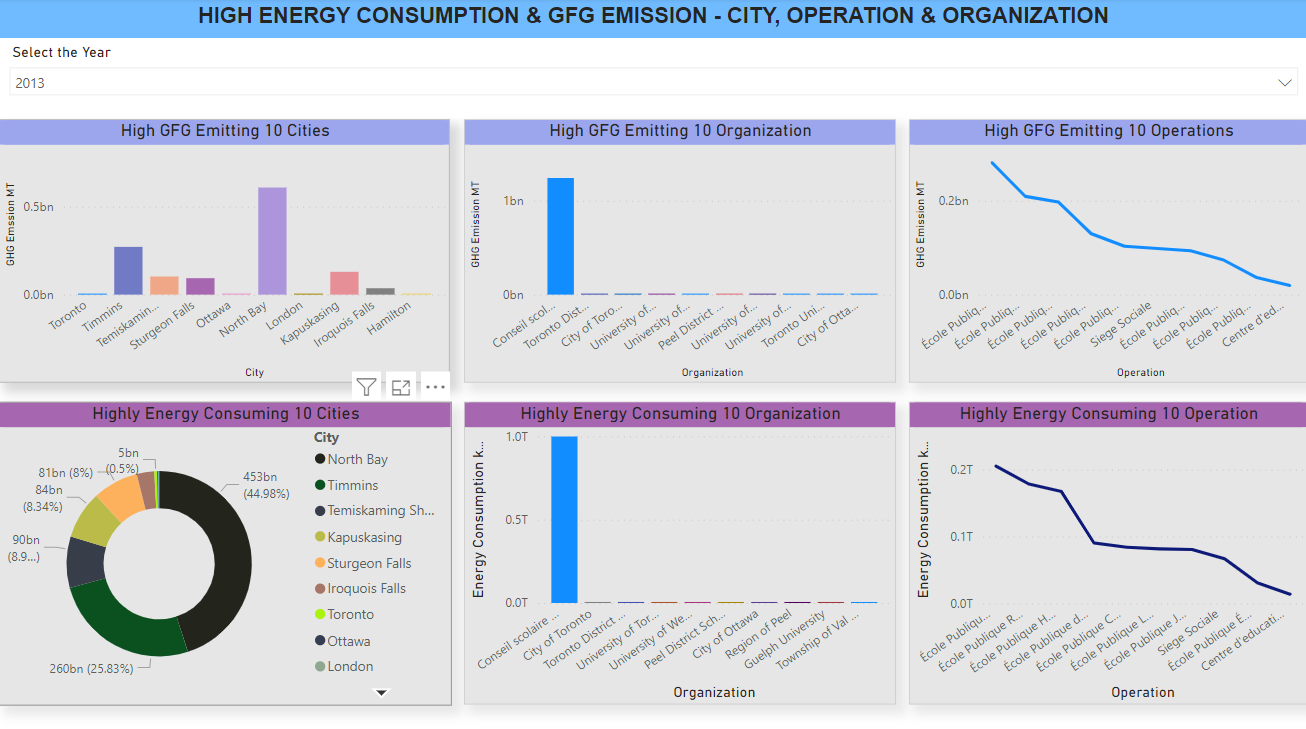 HIGH ENERGY CONSUMPTION & GFG EMISSION - CITY, OPERATION & ORGANIZATION
Select the Year
2013
High GFG Emitting 10 Cities
GHG Emssion MT
0.5bn
0.0bn
Toronto
Timmins
Temiskamin...
Sturgeon Falls
Ottawa
North Bay
London
Kapuskasing
Iroquois Falls
Hamilton
City
High GFG Emitting 10 Organization
GHG Emission MT
1bn
0bn
Conseil scol...
Toronto Dist...
City of Toro...
University of...
University of...
Peel District ...
University of...
University of...
Toronto Uni...
City of Otta...
Organization
High GFG Emitting 10 Operations
GHG Emission MT
0.2bn
0.0bn
École Publiq...
École Publiq...
École Publiq...
École Publiq...
École Publiq...
Siege Sociale
École Publiq...
École Publiq...
École Publiq...
Centre d'ed...
Operation
Highly Energy Consuming 10 Cities
5bn
(0.5%)
81bn (8%)
84bn
(8.34%)
90bn
(8.9...)
260bn (25.83%)
453bn
(44.98%)
City
North Bay
Timmins
Temiskaming Sh...
Kapuskasing
Sturgeon Falls
Iroquois Falls
Toronto
Ottawa
London
Highly Energy Consuming 10 Organization
Energy Consumption k...
1.0T
0.5T
0.0T
Conseil scolaire ...
City of Toronto
Toronto District ...
University of Tor...
University of We...
Peel District Sch...
City of Ottawa
Region of Peel
Guelph University
Township of Val ...
Organization
Highly Energy Consuming 10 Operation
Energy Consumption k...
0.2T
0.1T
0.0T
École Publiqu...
École Publique R...
École Publique H...
École Publique d...
École Publique C...
École Publique L...
École Publique J...
Siege Sociale
École Publique É...
Centre d'educati...
Operation